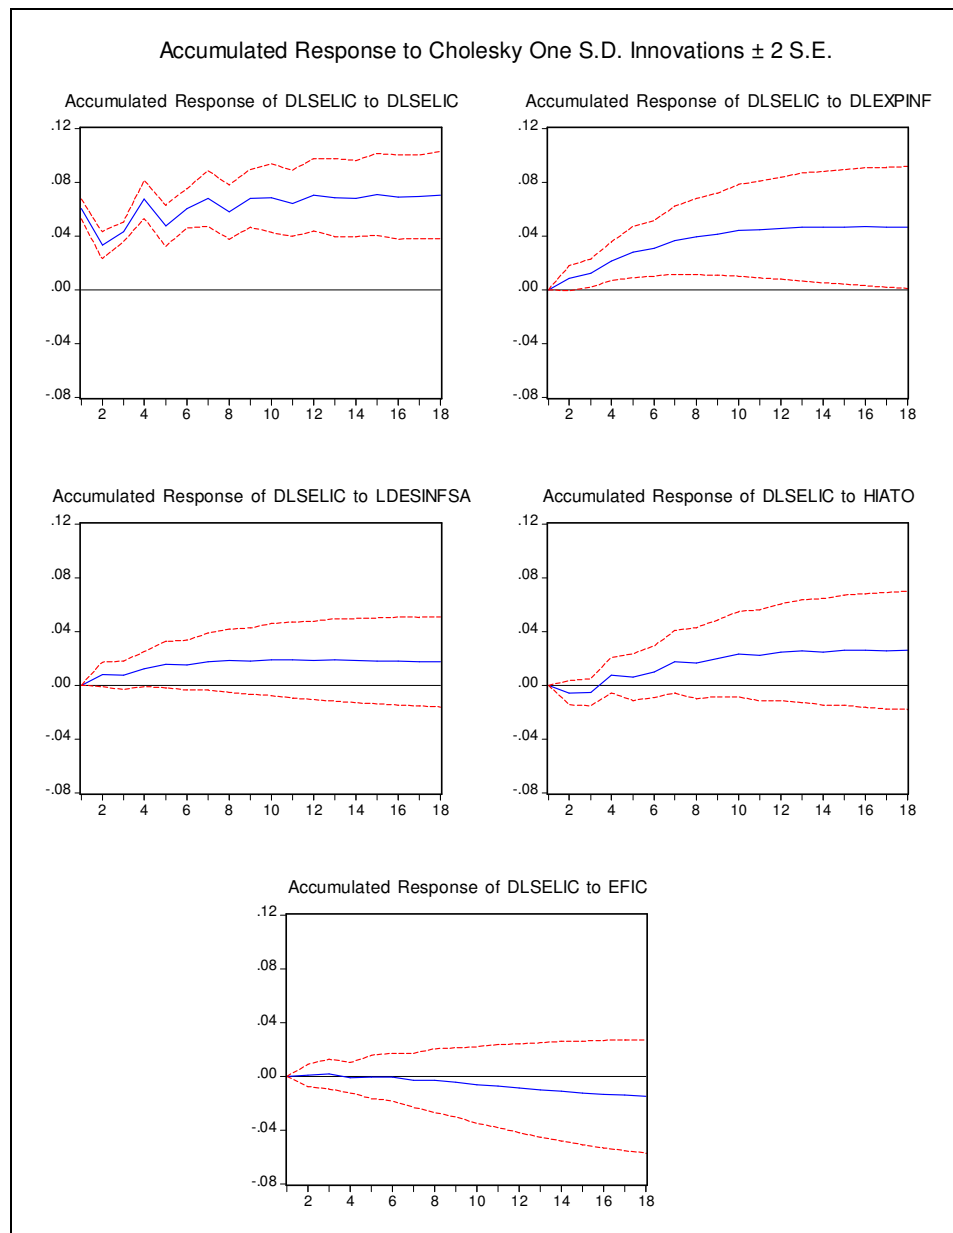 Accumulated Response to Cholesky One S.D. Innovations ± 2 S.E.
Accumulated Response of DLSELIC to DLSELIC
.12
.08
.04
.00
-.04
-.08
2 4 6 8 10 12 14 16 18
Accumulated Response of DLSELIC to DLEXPINF
.12
.08
.04
.00
-.04
-.08
2 4 6 8 10 12 14 16 18
Accumulated Response of DLSELIC to LDESINFSA
.12
.08
.04
.00
-.04
-.08
2 4 6 8 10 12 14 16 18
Accumulated Response of DLSELIC to HIATO
.12
.08
.04
.00
-.04
-.08
2 4 6 8 10 12 14 16 18
Accumulated Response of DLSELIC to EFIC
.12
.08
.04
.00
-.04
-.08
2 4 6 8 10 12 14 16 18